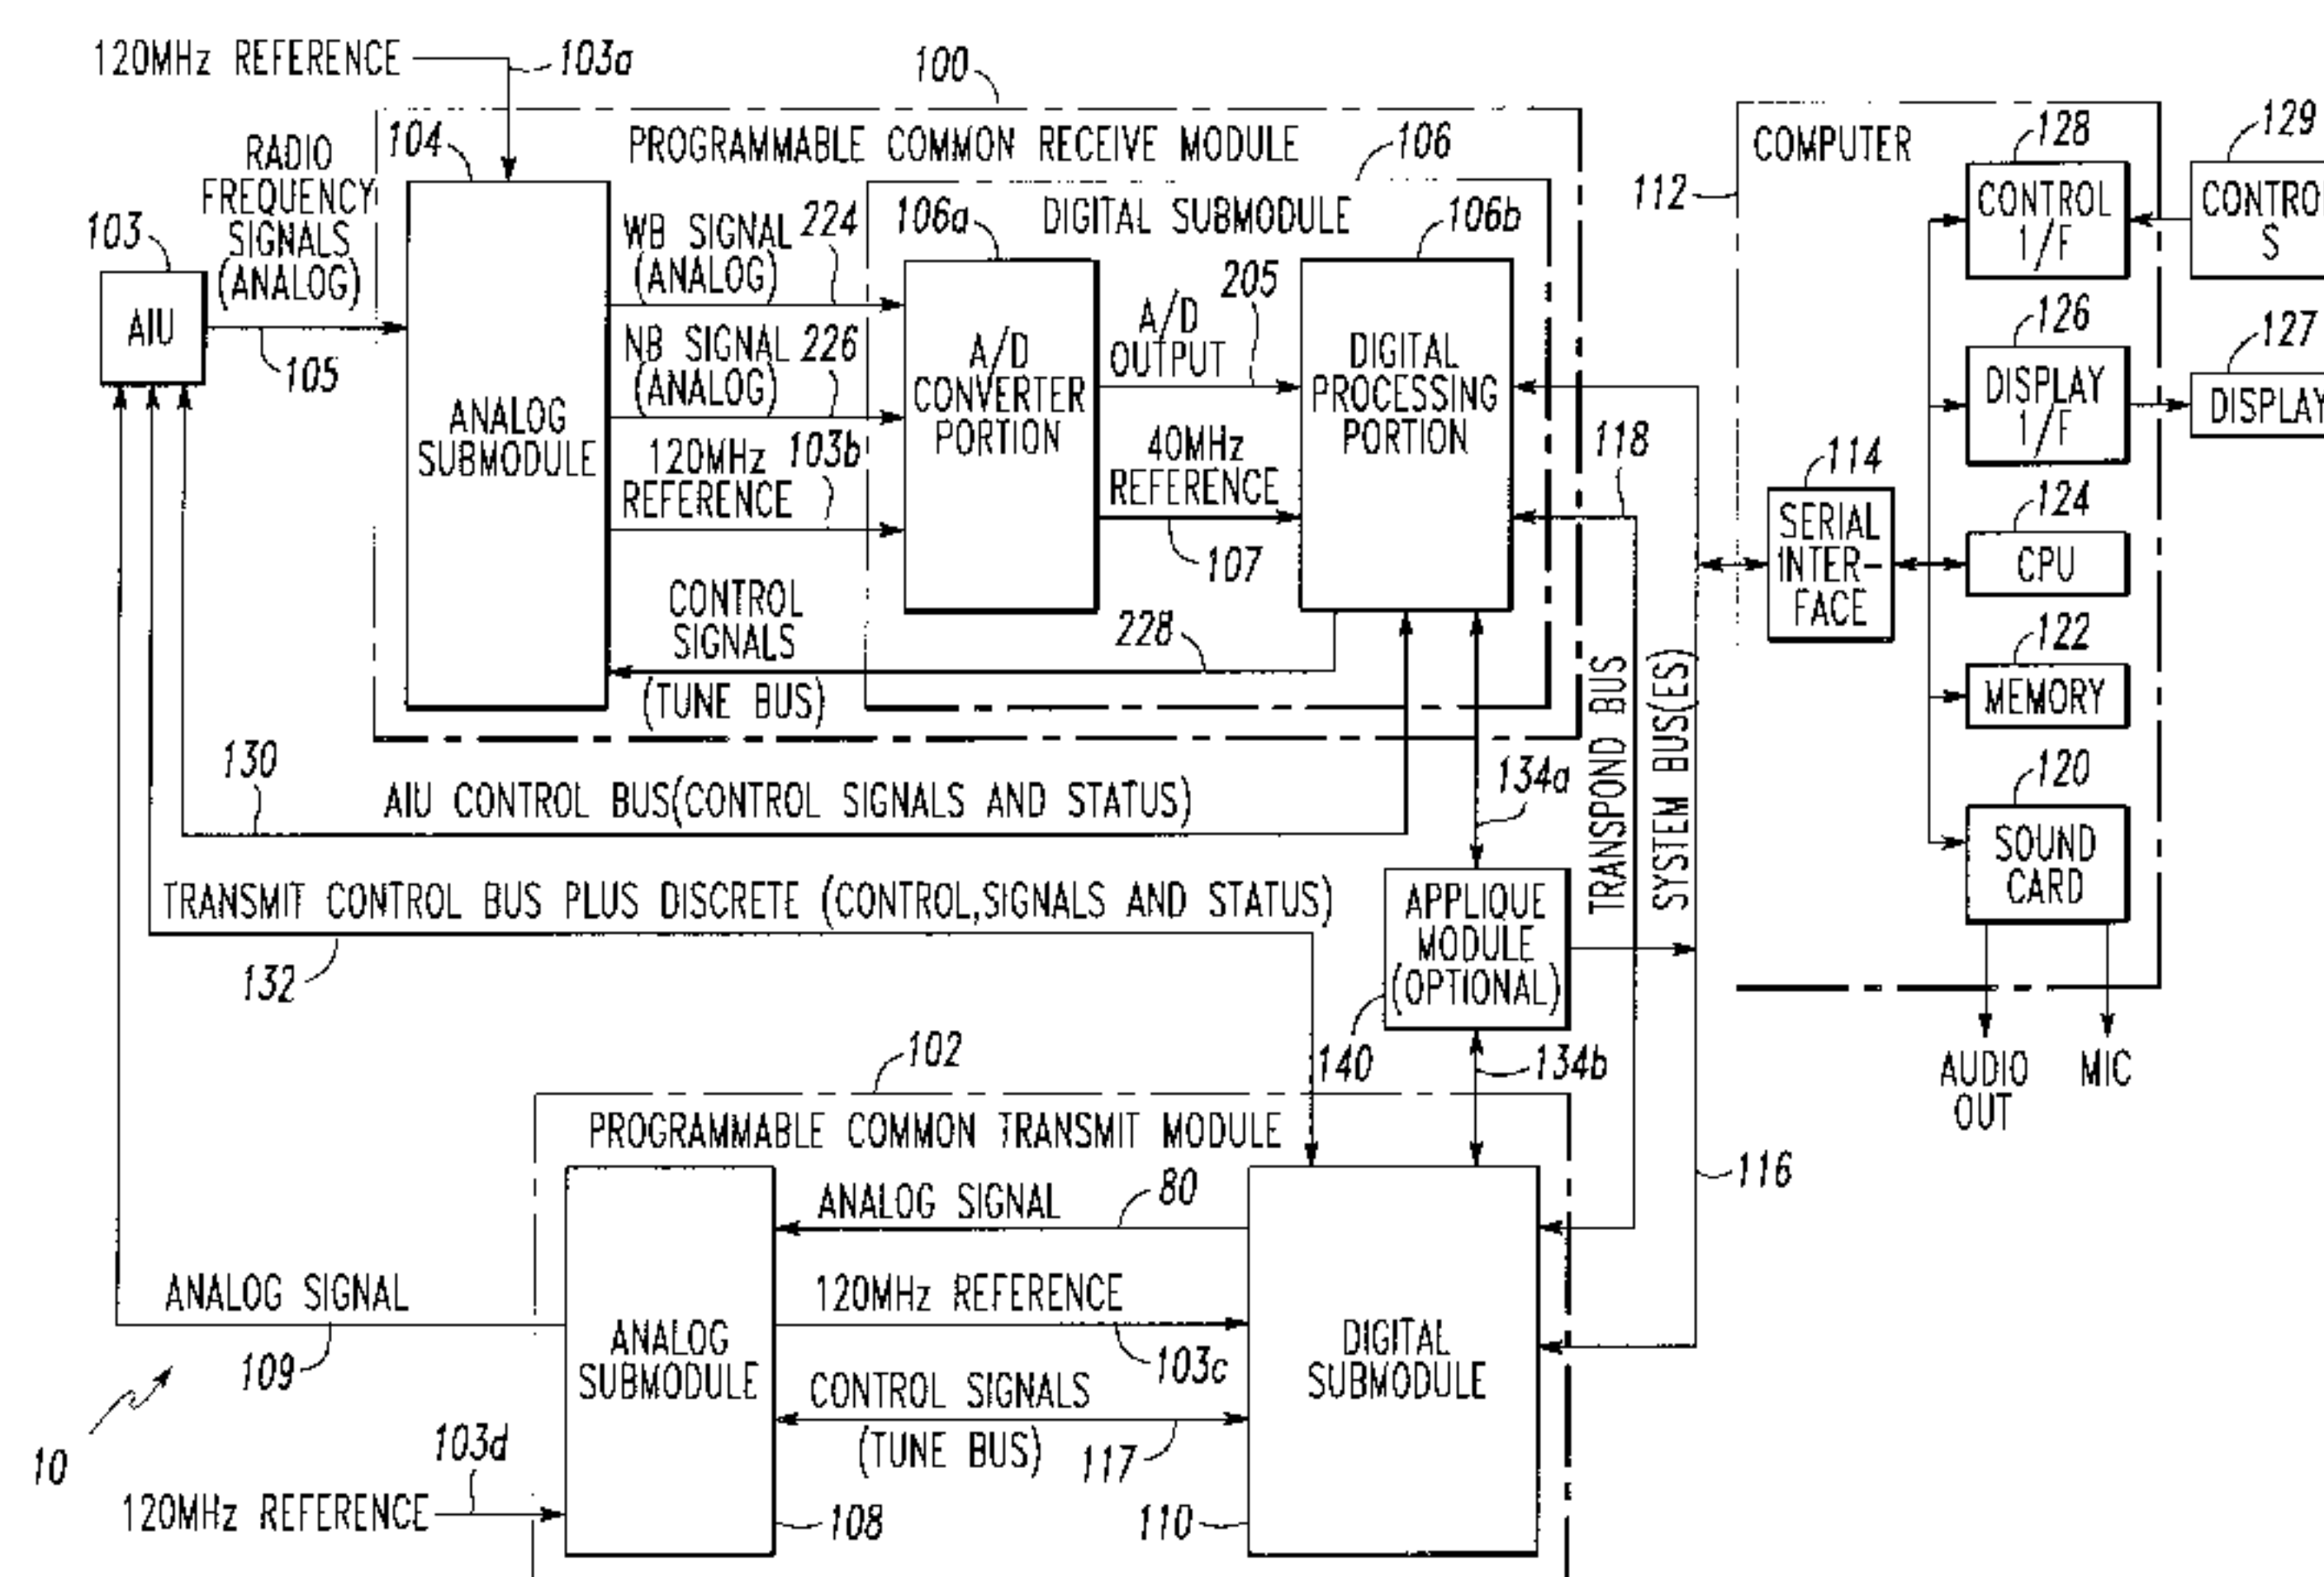 120MHz REFERENCE
103a
100
RADIO
FREQUENCY
SIGNALS
(ANALOG)
104
PROGRAMMABLE COMMON RECEIVE MODULE
106
103
AIU
105
ANALOG
SUBMODULE
WB SIGNAL
(ANALOG)
224
NB SIGNAL
(ANALOG)
226
120MHz
REFERENCE
103b
DIGITAL SUBMODULE
106a
A/D
CONVERTER
PORTION
A/D
OUTPUT
205
40MHz
REFERENCE
107
106b
DIGITAL
PROCESSING
PORTION
CONTROL
SIGNALS
(TUNE BUS)
228
112
COMPUTER
128
CONTROL
1/F
129
CONTRO
S
126
DISPLAY
1/F
127
DISPLAY
118
114
SERIAL
INTER-
FACE
124
CPU
122
MEMORY
120
SOUND
CARD
AUDIO
OUT
MIC
130
AIU CONTROL BUS(CONTROL SIGNALS AND STATUS)
134a
TRANSPOND BUS
SYSTEM BUS(ES)
TRANSMIT CONTROL BUS PLUS DISCRETE (CONTROL,SIGNALS AND STATUS)
132
APPLIQUE
MODULE
(OPTIONAL)
140
134b
102
PROGRAMMABLE COMMON TRANSMIT MODULE
116
ANALOG SIGNAL
80
ANALOG SIGNAL
109
120MHz REFERENCE
103c
ANALOG
SUBMODULE
DIGITAL
SUBMODULE
CONTROL SIGNALS
(TUNE BUS)
117
10
103d
120MHz REFERENCE
108
110